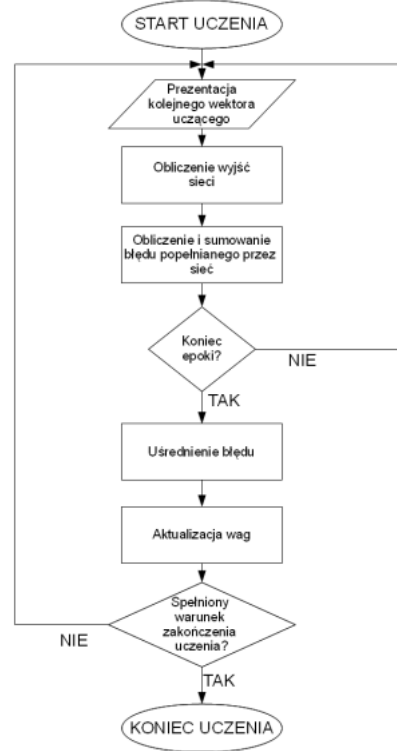 START UCZENIA
Prezentacja
kolejnego wektora
uczącego
Obliczenie wyjść
sieci
Obliczenie i sumowanie
błędu popełnianego przez
sieć
Koniec
epoki?
NIE
TAK
Uśrednienie błędu
Aktualizacja wag
Spełniony
warunek
zakończenia
uczenia?
NIE
TAK
KONIEC UCZENIA